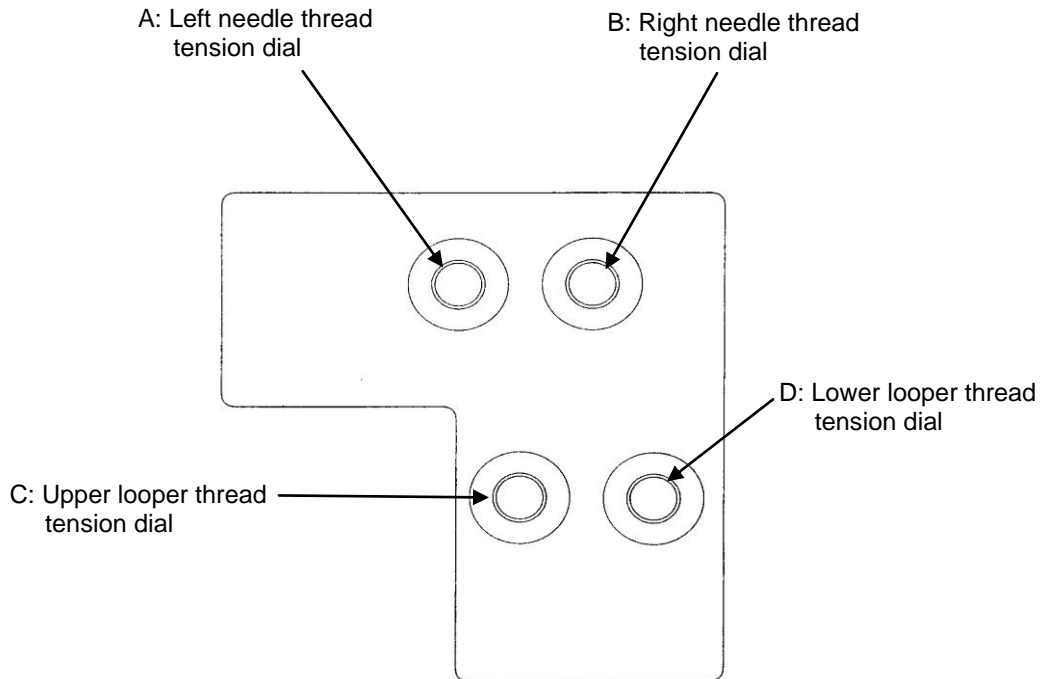 A: Left needle thread
tension dial
B: Right needle thread
tension dial
D: Lower looper thread
tension dial
C: Upper looper thread
tension dial